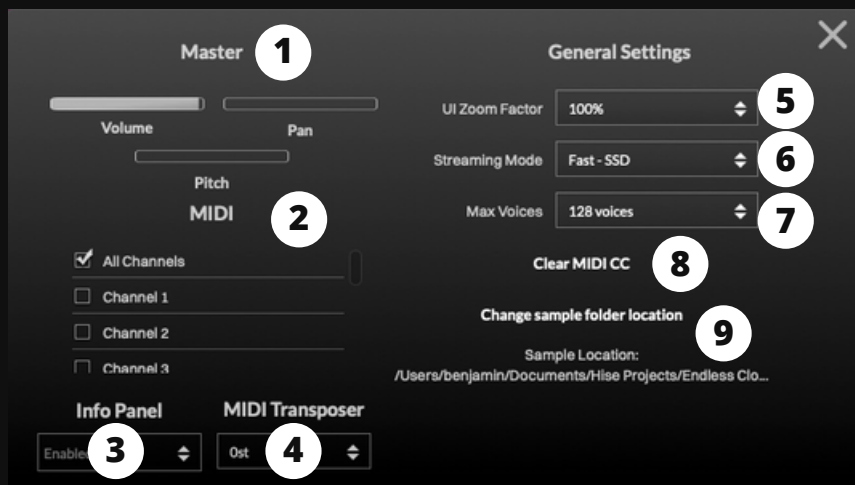 Master 1
Volume
Pan
Pitch
MIDI 2
All Channels
Channel 1
Channel 2
Channel 3
Info Panel
3
MIDI Transposer
0st 4
General Settings
UI Zoom Factor 100% 5
Streaming Mode Fast - SSD 6
Max Voices 128 voices 7
Clear MIDI CC 8
Change sample folder location
9
Sample Location:
/Users/benjamin/Documents/Hise Projects/Endless Clo...